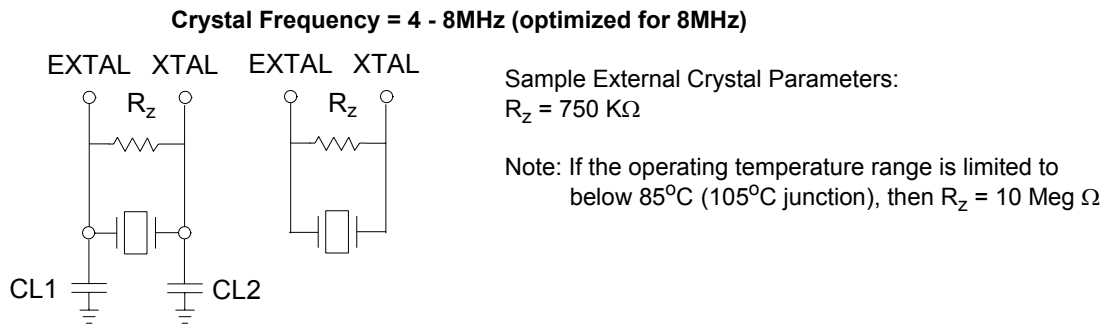 Crystal Frequency = 4 - 8MHz (optimized for 8MHz)
EXTAL XTAL EXTAL XTAL
Rz Rz
CL1 CL2
Sample External Crystal Parameters:
Rz = 750 KΩ
Note: If the operating temperature range is limited to
below 85°C (105°C junction), then Rz = 10 Meg Ω